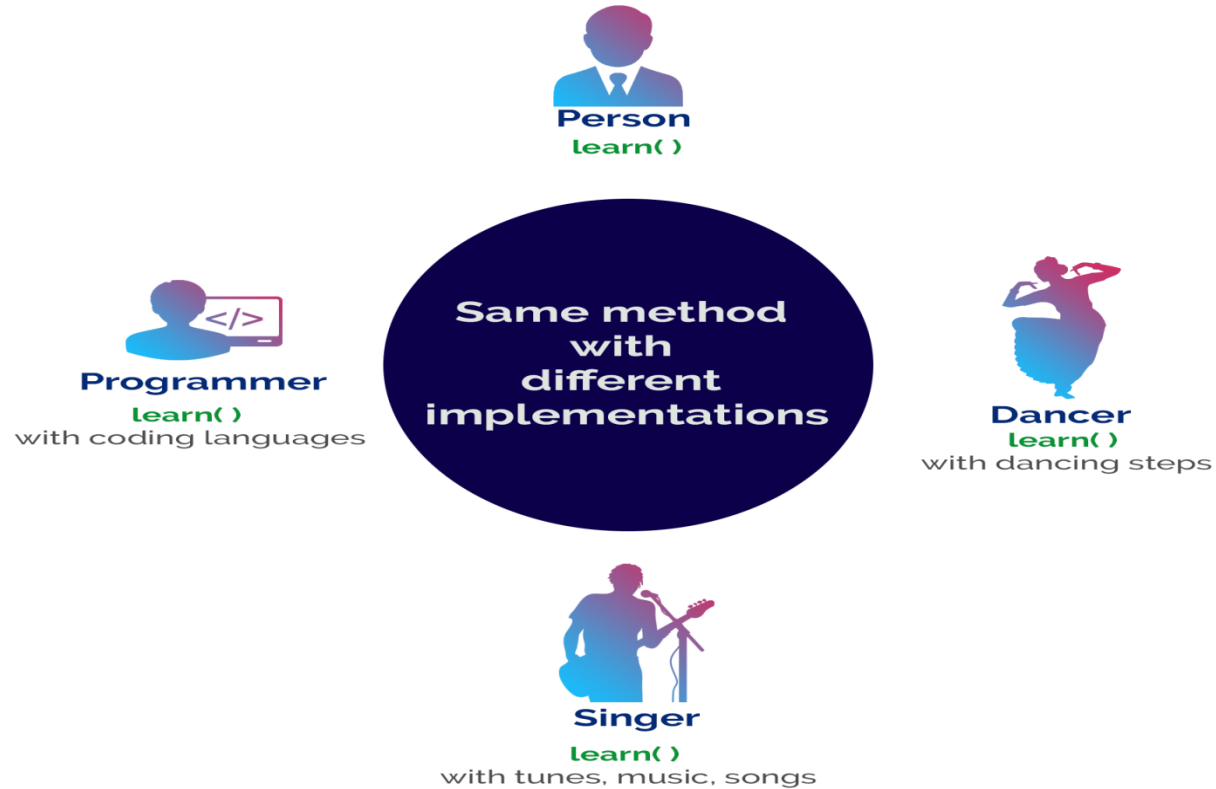 Person
learn( )
Same method
with
different
implementations
</>
Programmer
learn( )
with coding languages
Dancer
learn( )
with dancing steps
Singer
learn( )
with tunes, music, songs